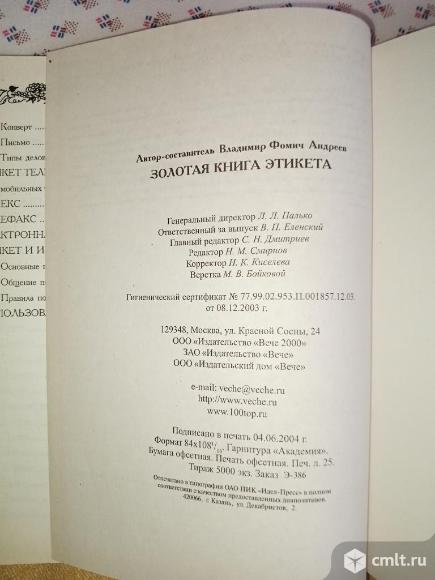 Конверт
Письмо
Типы делов
КЕТ ТЕЛ
мобильных
ЕКС
ЕФАКС
КТРОННА
КЕТ И И
Основные п
Общение п
Правила по
ПОЛЬЗОВА
Автор-составитель Владимир Фомич Андреев
ЗОЛОТАЯ КНИГА ЭТИКЕТА
Генеральный директор Л. Л. Палько
Ответственный за выпуск В. П. Еленский
Главный редактор С. Н. Дмитриев
Редактор Н. М. Смирнов
Корректор Н. К. Киселева
Верстка М. В. Бойковой
Гигиенический сертификат № 77.99.02.953.П.001857.12.03.
от 08.12.2003 г.
129348, Москва, ул. Красной Сосны, 24
ООО «Издательство «Вече 2000»
ЗАО «Издательство «Вече»
ООО «Издательский дом «Вече»
e-mail: veche@veche.ru
http://www.veche.ru
www.100top.ru
Подписано в печать 04.06.2004 г.
Формат 84х108 1/16. Гарнитура «Академия».
Бумага офсетная. Печать офсетная. Печ. л. 25.
Тираж 5000 экз. Заказ Э-386
Отпечатано в типографии ОАО ПИК «Идел-Пресс» в полном
соответствии с качеством предоставленных диапозитивов.
420066, г. Казань, ул. Декабристов, 2.
cmlt.ru